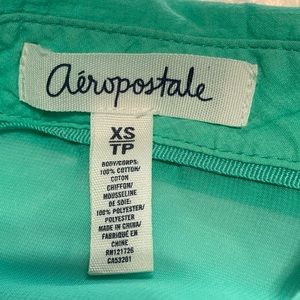 aéropostale
XS
TP
BODY/CORPS:
100% COTTON/
COTON
CHIFFON/
MOUSSELINE
DE SOIE:
100% POLYESTER/
POLYESTER
MADE IN CHINA/
FABRIQUÉ EN
CHINE
RN121726
CA53201